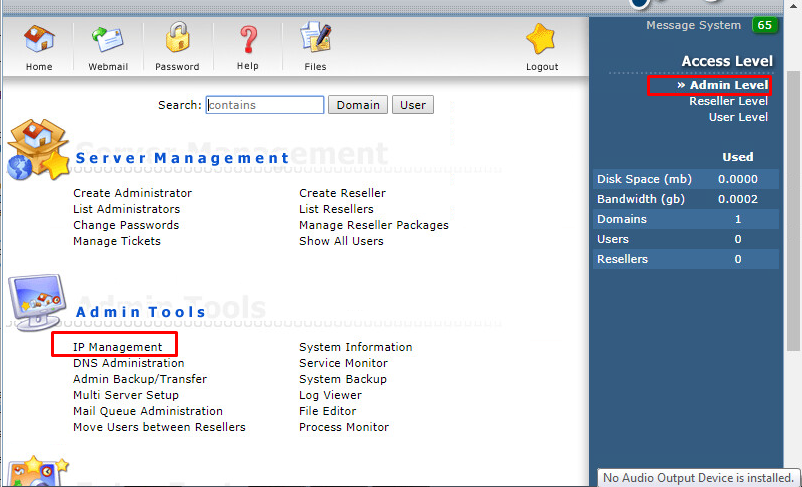 Message System 65
Home Webmail Password Help Files Logout
Access Level
» Admin Level
Reseller Level
User Level
Search: contains Domain User
Server Management
Create Administrator Create Reseller
List Administrators List Resellers
Change Passwords Manage Reseller Packages
Manage Tickets Show All Users
Used
Disk Space (mb) 0.0000
Bandwidth (gb) 0.0002
Domains 1
Users 0
Resellers 0
Admin Tools
IP Management System Information
DNS Administration Service Monitor
Admin Backup/Transfer System Backup
Multi Server Setup Log Viewer
Mail Queue Administration File Editor
Move Users between Resellers Process Monitor
No Audio Output Device is installed.